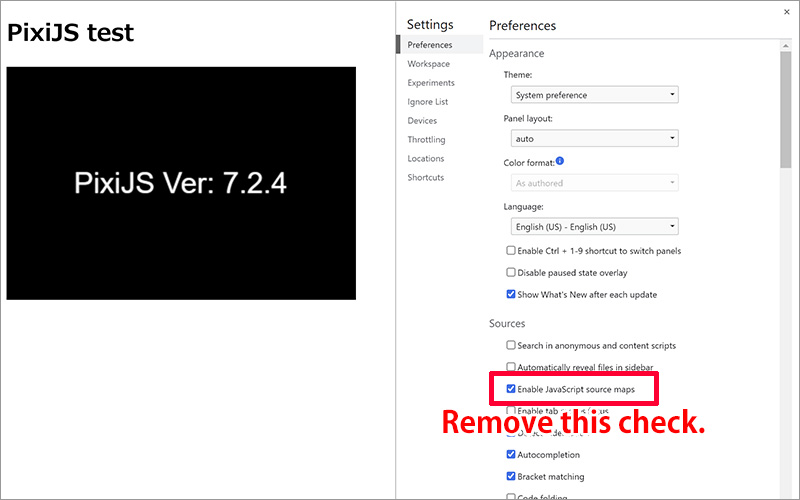 PixiJS test
PixiJS Ver: 7.2.4
Settings
Preferences
Workspace
Experiments
Ignore List
Devices
Throttling
Locations
Shortcuts
Preferences
Appearance
Theme:
System preference
Panel layout:
auto
Color format:
As authored
Language:
English (US) - English (US)
Enable Ctrl + 1-9 shortcut to switch panels
Disable paused state overlay
Show What's New after each update
Sources
Search in anonymous and content scripts
Automatically reveal files in sidebar
Enable JavaScript source maps
Enable tab
Remove this check.
Autocompletion
Bracket matching
Code folding